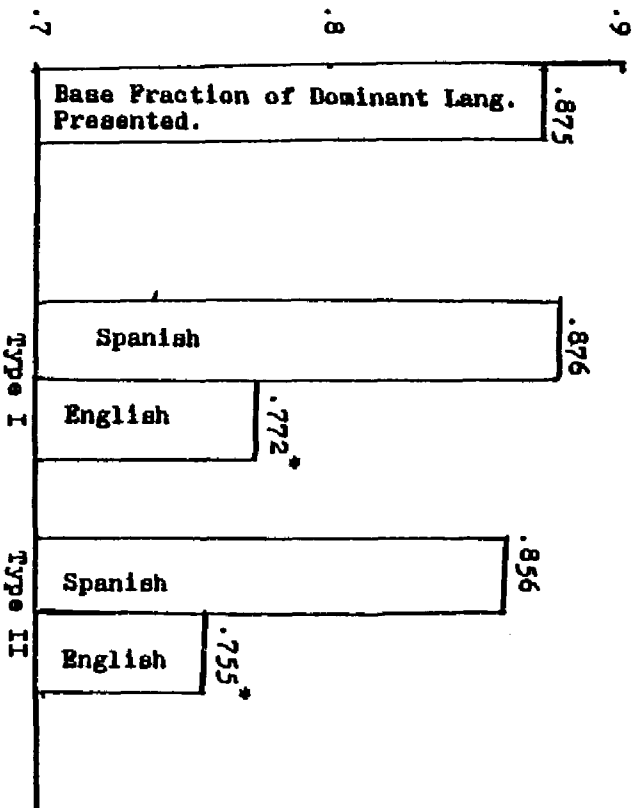 .7
.8
.9
Base Fraction of Dominant Lang.
Presented.
.875
Spanish
.876
English
.772*
Type I
Spanish
.856
English
.755*
Type II